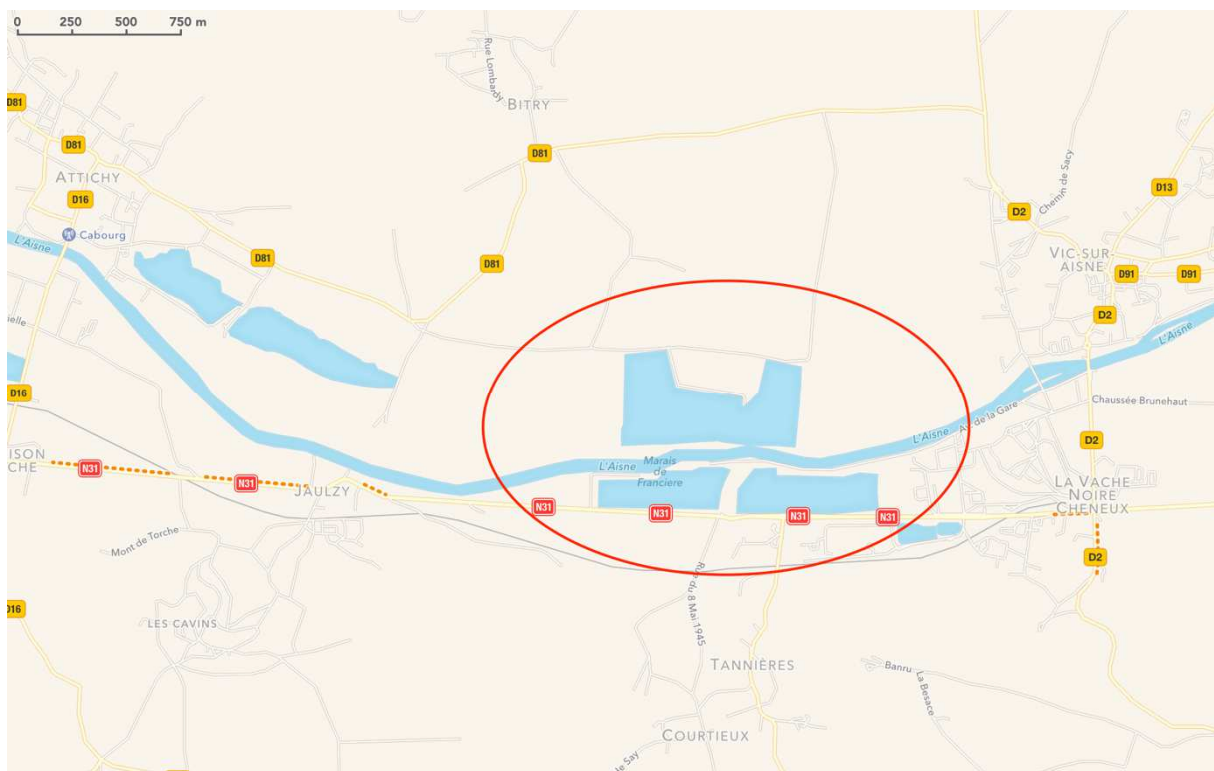 0 250 500 750 m
Rue Lombardy
BITRY
D81
D81
D81
ATTICHY
D16
Cabourg
L'Aisne
D81
D81
D2
Chemin de Sacy
D13
VIC-SUR-
AISNE
D91
D91
D2
L'Aisne
D16
Chaussée Brunehaut
Av. de la Gare
L'Aisne
D2
L'Aisne
Marais
de
Franciere
N31
N31
JAULZY
N31
N31
N31
N31
LA VACHE
NOIRE
CHENEUX
D2
Mont de Torche
Rue du 8 Mai 1945
LES CAVINS
TANNIÈRES
Banru
La Besace
COURTIEUX
de Say